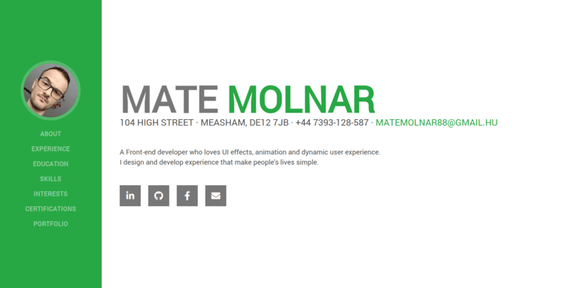 ABOUT
EXPERIENCE
EDUCATION
SKILLS
INTERESTS
CERTIFICATIONS
PORTFOLIO
MATE MOLNAR
104 HIGH STREET · MEASHAM, DE12 7JB · +44 7393-128-587 · MATEMOLNAR88@GMAIL.HU
A Front-end developer who loves UI effects, animation and dynamic user experience.
I design and develop experience that make people's lives simple.
in
f